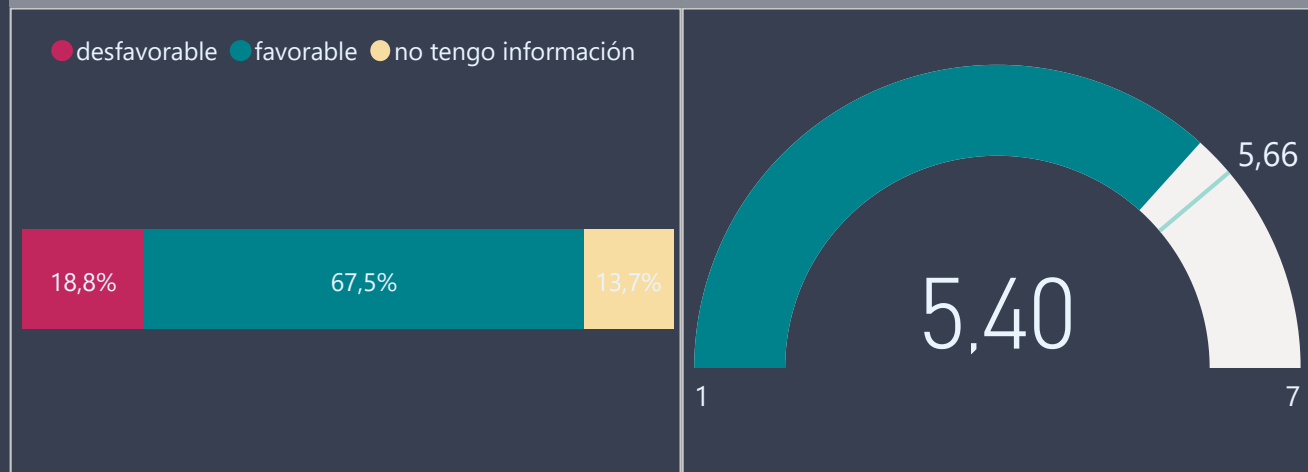 desfavorable favorable no tengo información
18,8% 67,5% 13,7%
5,66
5,40
1 7